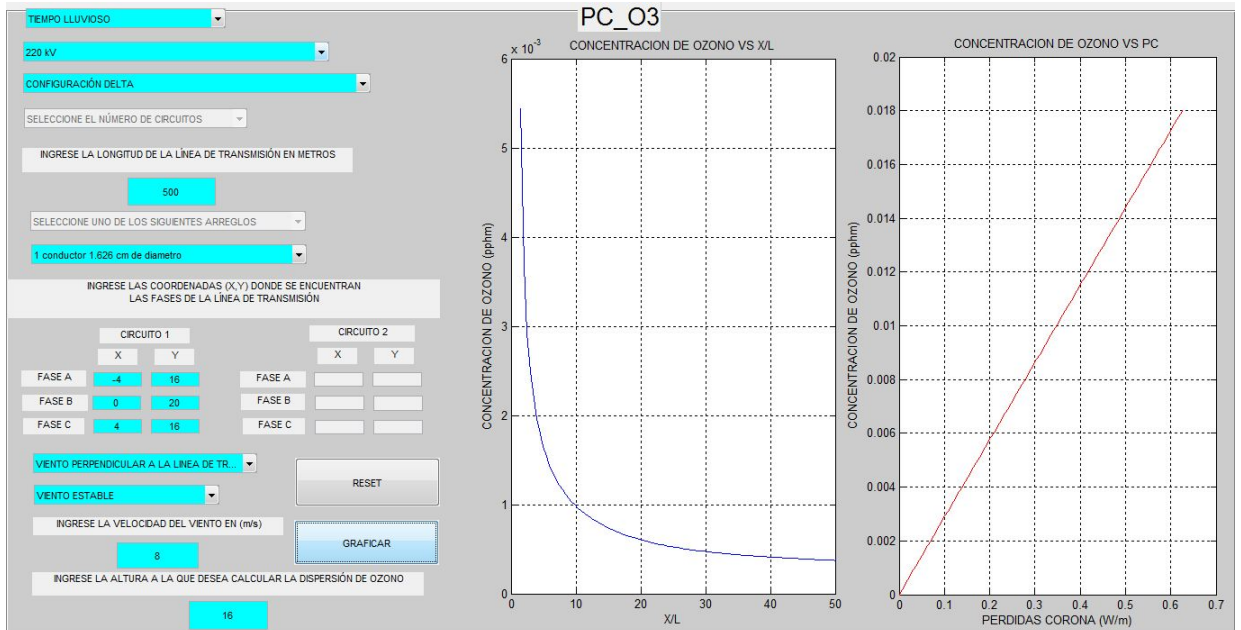 PC_O3
TIEMPO LLUVIOSO
220 kV
CONFIGURACIÓN DELTA
SELECCIONE EL NÚMERO DE CIRCUITOS
INGRESE LA LONGITUD DE LA LÍNEA DE TRANSMISIÓN EN METROS
500
SELECCIONE UNO DE LOS SIGUIENTES ARREGLOS
1 conductor 1.626 cm de diametro
INGRESE LAS COORDENADAS (X,Y) DONDE SE ENCUENTRAN
LAS FASES DE LA LÍNEA DE TRANSMISIÓN
CIRCUITO 1
X Y
FASE A -4 16
FASE B 0 20
FASE C 4 16
CIRCUITO 2
X Y
FASE A
FASE B
FASE C
VIENTO PERPENDICULAR A LA LINEA DE TR...
VIENTO ESTABLE
RESET
GRAFICAR
INGRESE LA VELOCIDAD DEL VIENTO EN (m/s)
8
INGRESE LA ALTURA A LA QUE DESEA CALCULAR LA DISPERSIÓN DE OZONO
16
CONCENTRACION DE OZONO VS X/L
x 10-3
CONCENTRACION DE OZONO (pphm)
6
5
4
3
2
1
0
0 10 20 30 40 50
X/L
CONCENTRACION DE OZONO VS PC
CONCENTRACION DE OZONO (pphm)
0.02
0.018
0.016
0.014
0.012
0.01
0.008
0.006
0.004
0.002
0
0 0.1 0.2 0.3 0.4 0.5 0.6 0.7
PERDIDAS CORONA (W/m)